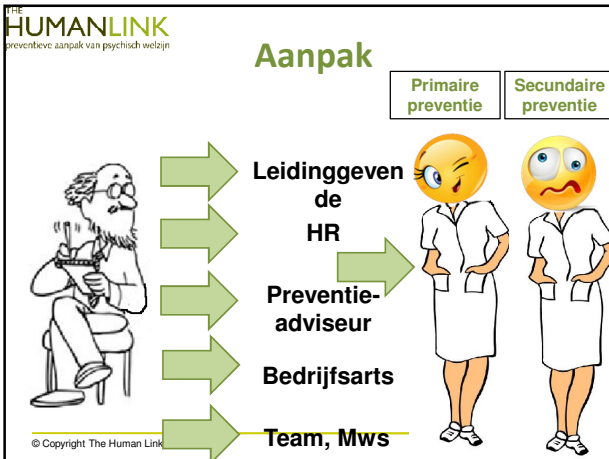 THE
HUMANLINK
preventieve aanpak van psychisch welzijn
Aanpak
Primaire
preventie
Secundaire
preventie
Leidinggeven
de
HR
Preventie-
adviseur
Bedrijfsarts
Team, Mws
© Copyright The Human Link